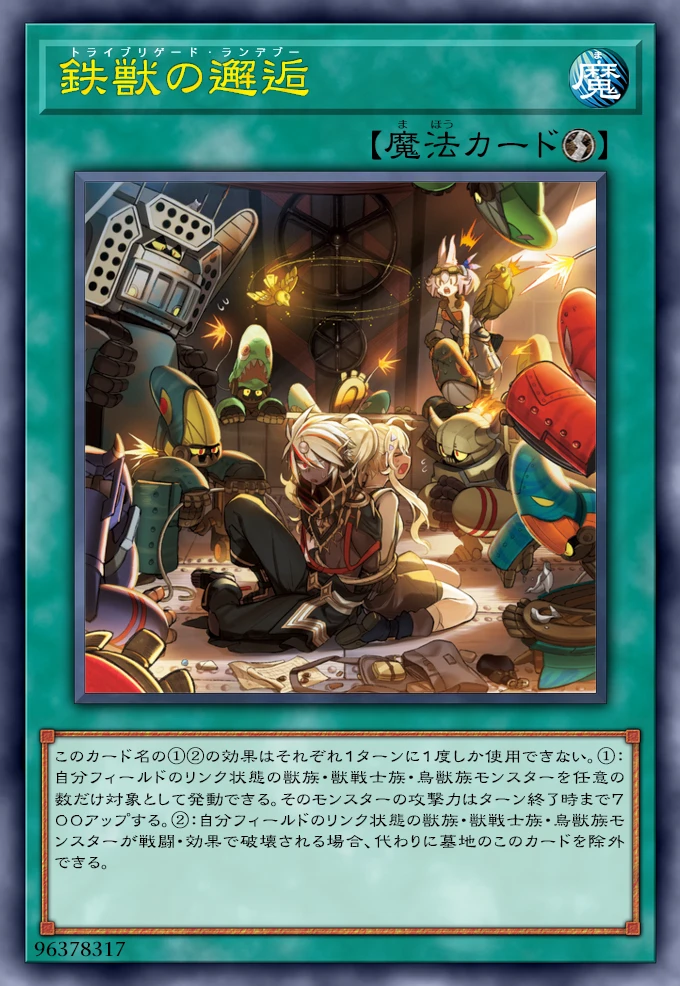 トライブリゲード・ランデブー
鉄獣の邂逅
ま
魔
ま ほう
【魔法カード】
このカード名の①②の効果はそれぞれ1ターンに1度しか使用できない。①：
自分フィールドのリンク状態の獣族・獣戦士族・鳥獣族モンスターを任意の
数だけ対象として発動できる。そのモンスターの攻撃力はターン終了時まで７
００アップする。②：自分フィールドのリンク状態の獣族・獣戦士族・鳥獣族モ
ンスターが戦闘・効果で破壊される場合、代わりに墓地のこのカードを除外
できる。
96378317